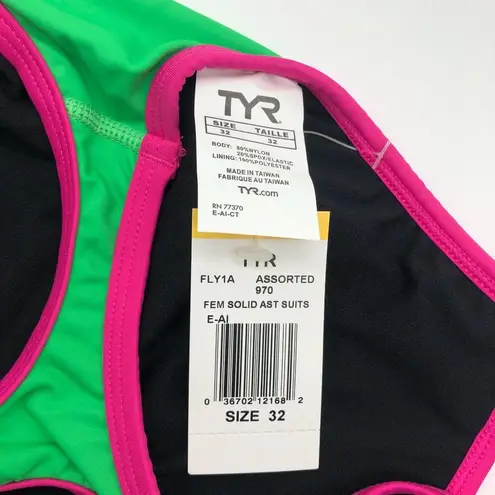 TYR
SIZE TAILLE
32 32
BODY: 80%NYLON
20%SPDX/ELASTIC
LINING: 100%POLYESTER
MADE IN TAIWAN
FABRIQUE AU TAIWAN
TYR.com
RN 77370
E-AI-CT
TYR
FLY1A ASSORTED
970
FEM SOLID AST SUITS
E-AI
0 36702 12168 2
SIZE 32